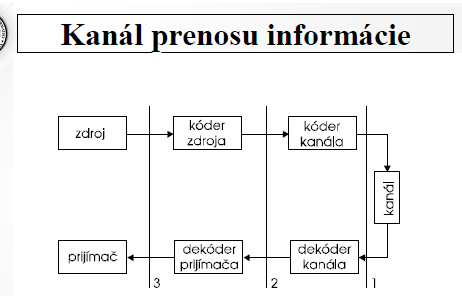 Kanál prenosu informácie
zdroj
kóder
zdroja
kóder
kanála
kanál
prijímač
dekóder
prijímača
dekóder
kanála
3
2
1